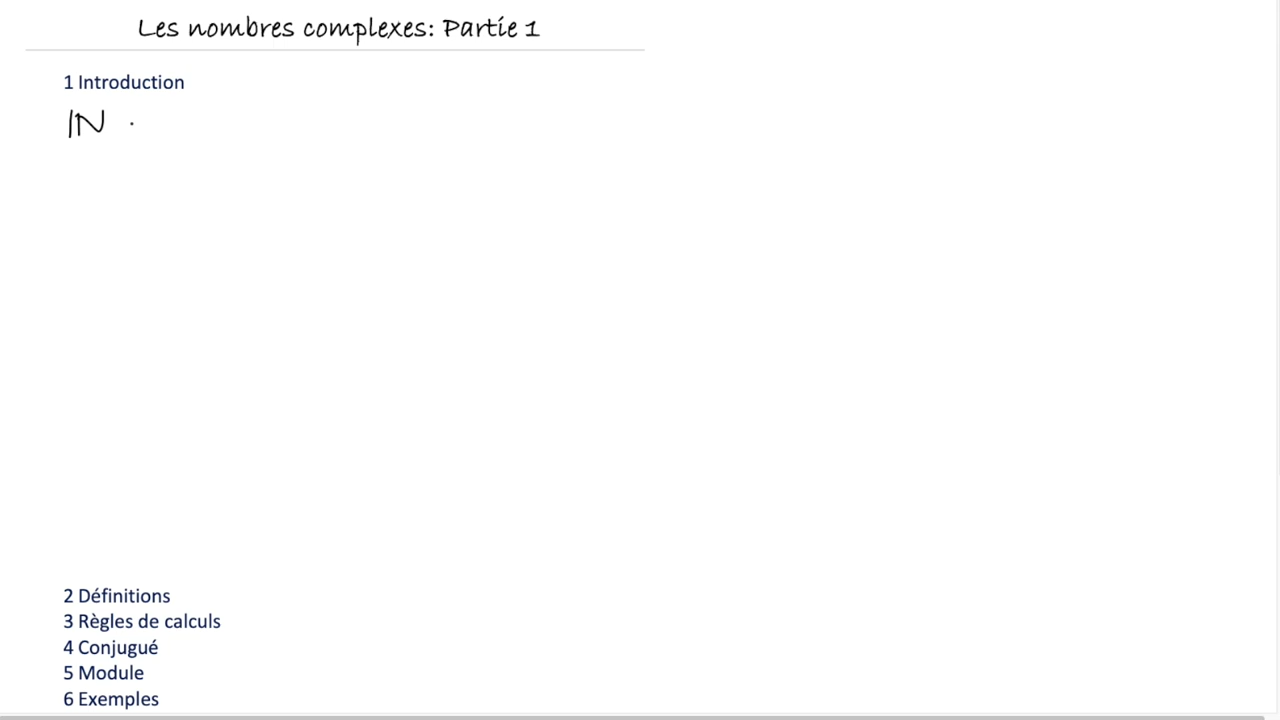 Les nombres complexes: Partie 1
1 Introduction
IN .
2 Définitions
3 Règles de calculs
4 Conjugué
5 Module
6 Exemples